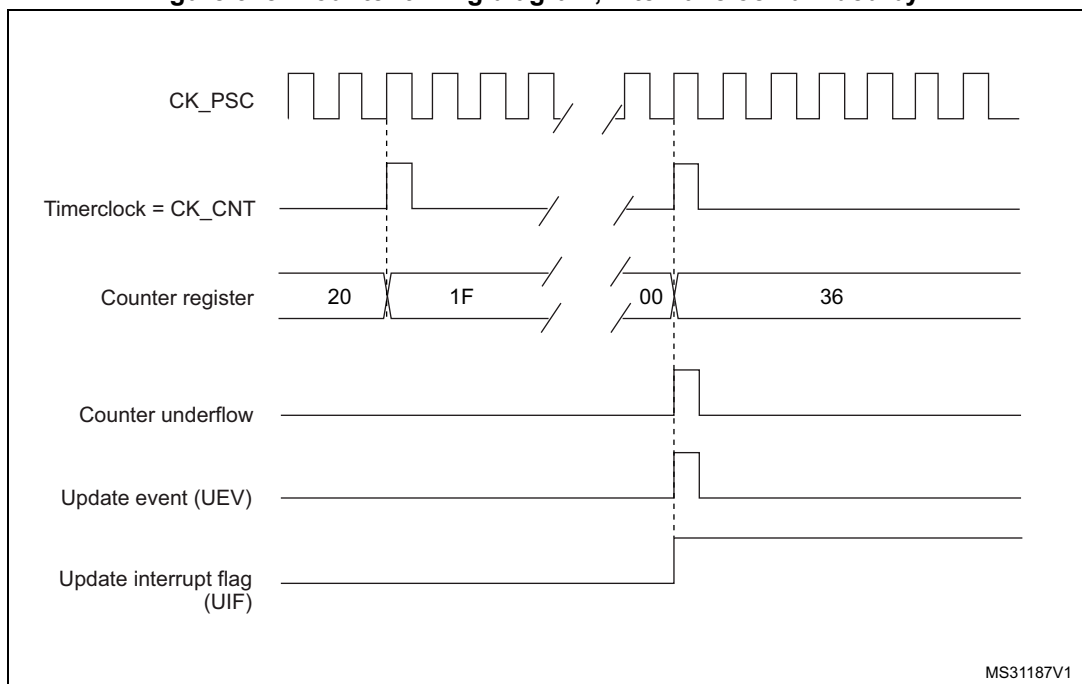 CK_PSC
Timerclock = CK_CNT
Counter register
20
1F
00
36
Counter underflow
Update event (UEV)
Update interrupt flag
(UIF)
MS31187V1